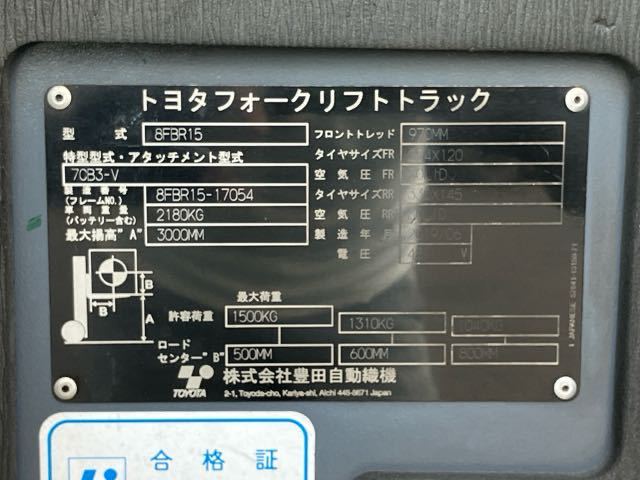 トヨタフォークリフトトラック
型 式 8FBR15
特型型式・アタッチメント型式
7CB3-V
製造番号 (フレームNO.) 8FBR15-17054
車両重量 (バッテリー含む) 2180KG
最大揚高"A" 3000MM
フロントトレッド 970MM
タイヤサイズFR
空気圧FR
タイヤサイズRR
空気圧RR
製造年月
電圧 V
B
B
A
最大荷重
許容荷重 1500KG 1310KG
ロードセンター"B" 500MM 600MM 800MM
TOYOTA 株式会社豊田自動織機
2-1, Toyoda-cho, Kariya-shi, Aichi 448-8671 Japan
合格証